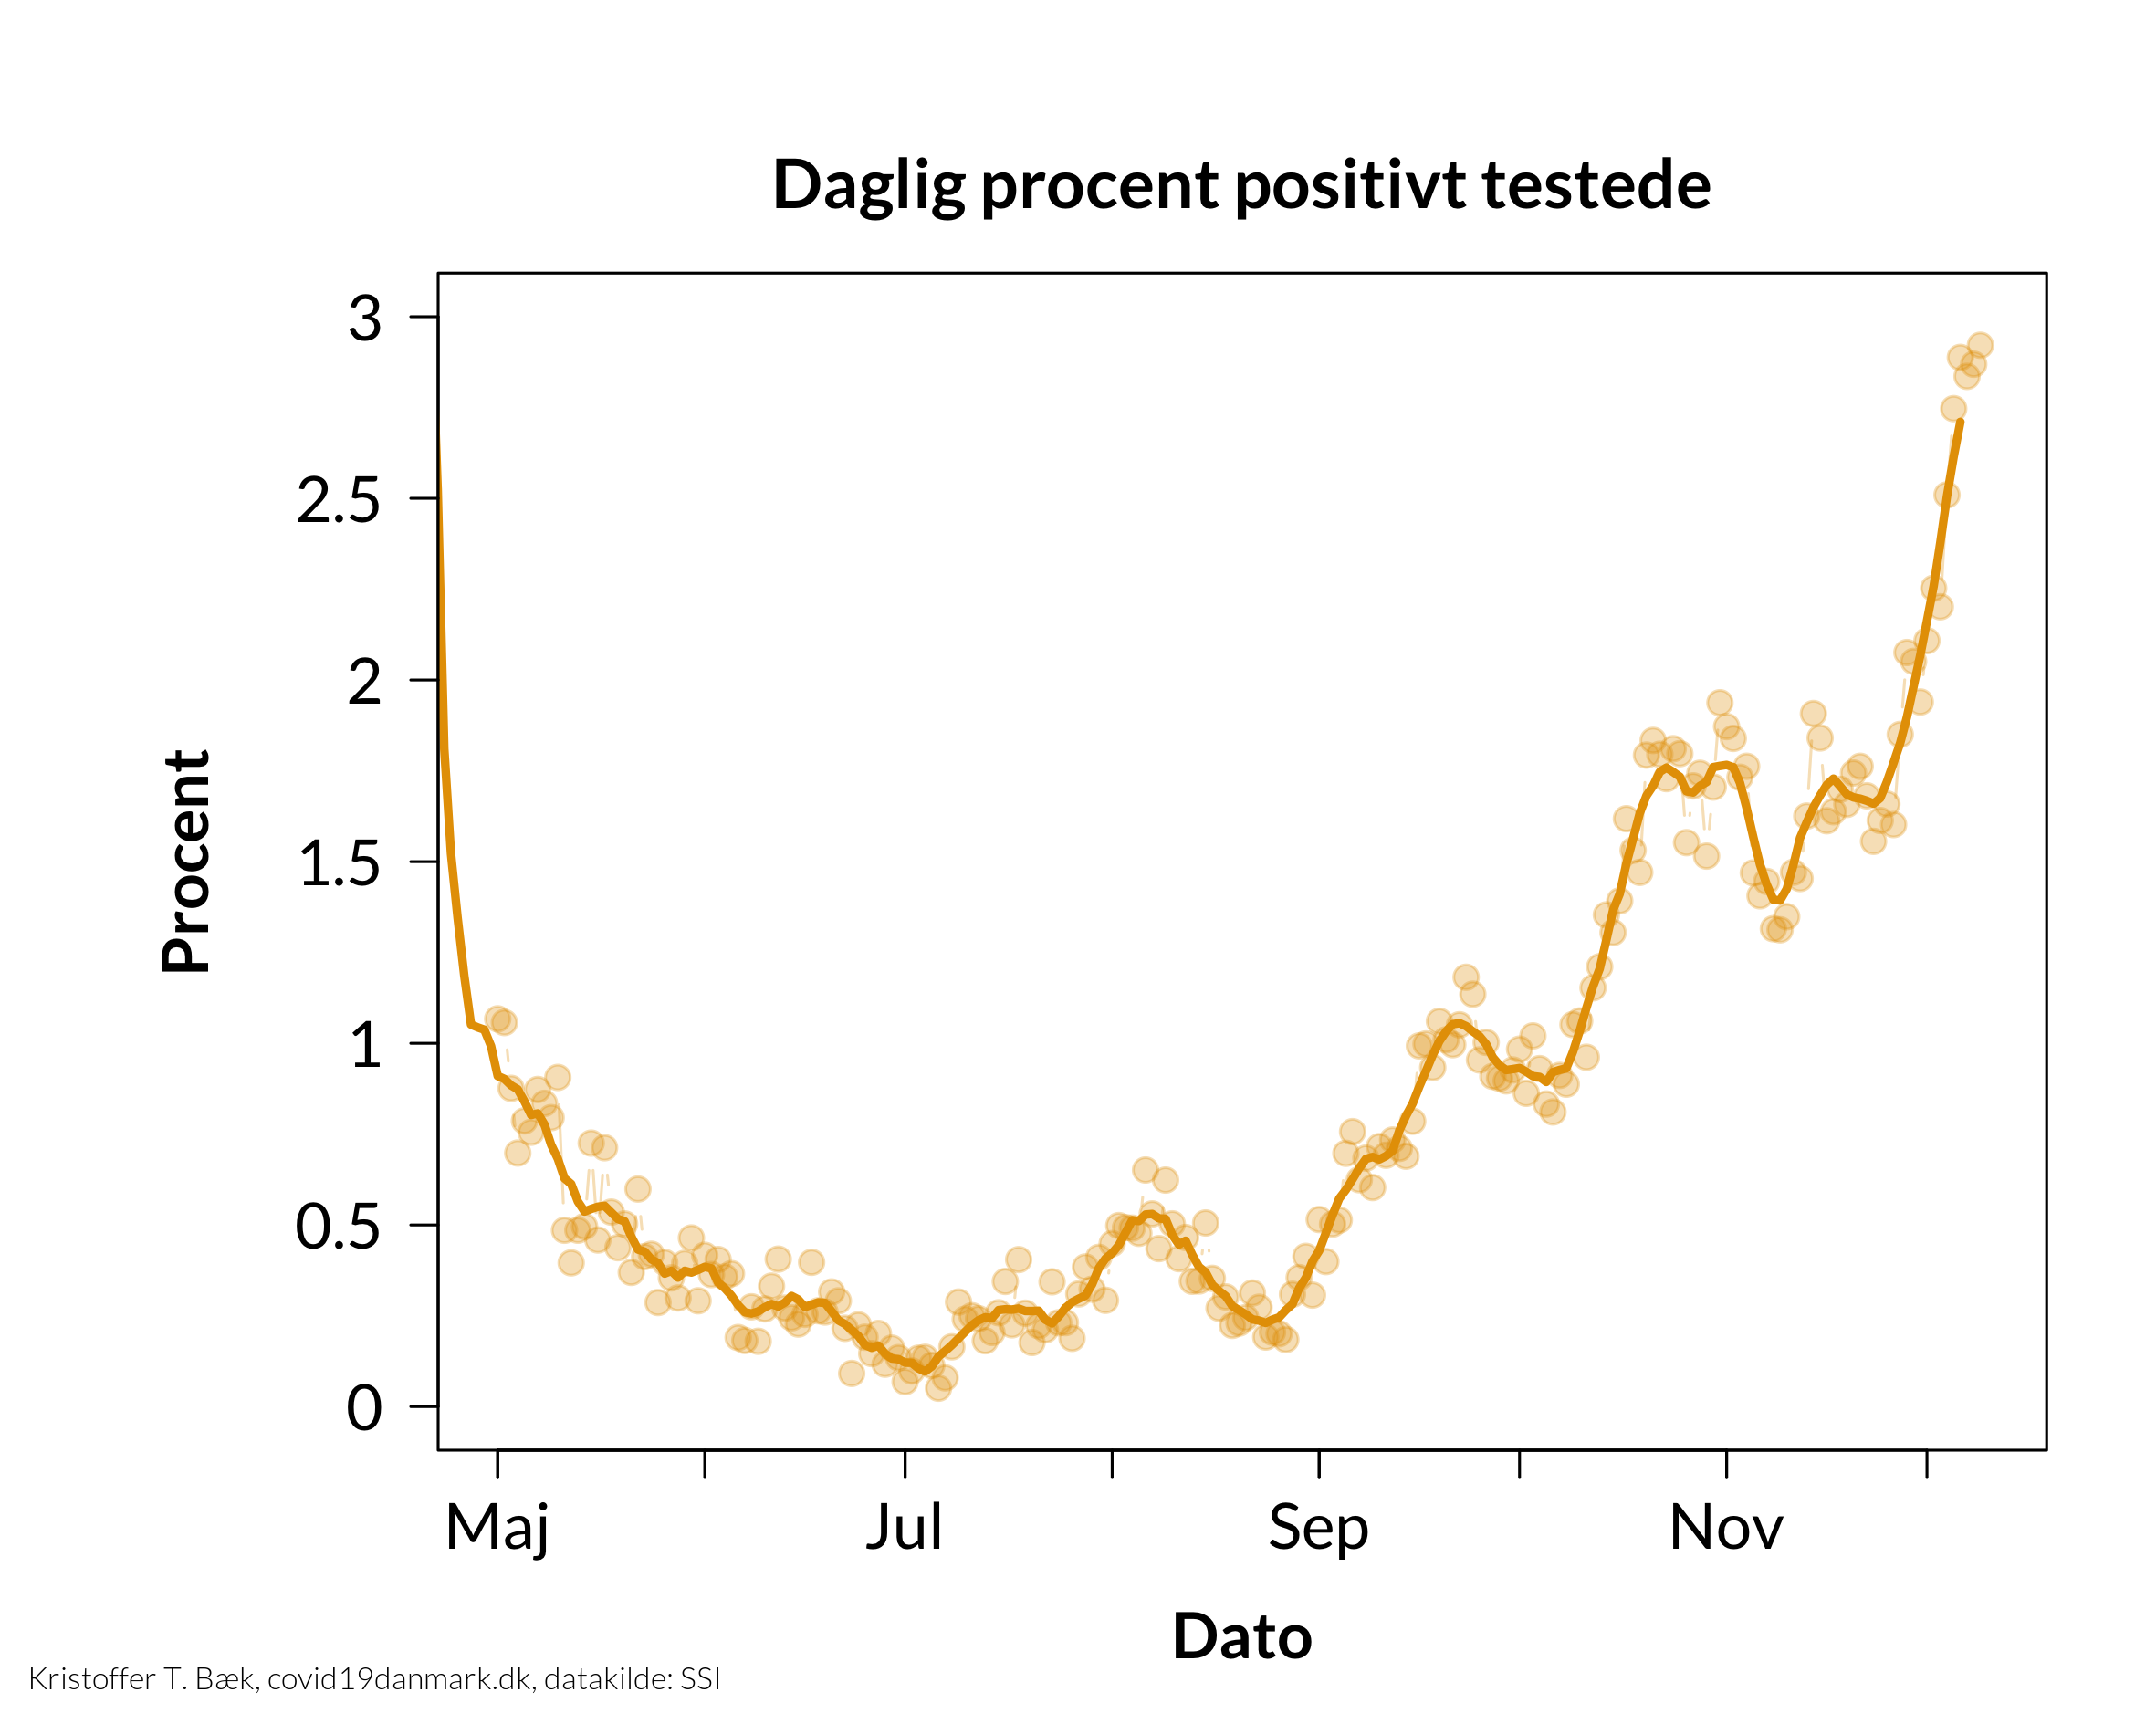 Daglig procent positivt testede
3
2.5
2
1.5
1
0.5
0
Procent
Maj Jul Sep Nov
Dato
Kristoffer T. Bæk, covid19danmark.dk, datakilde: SSI